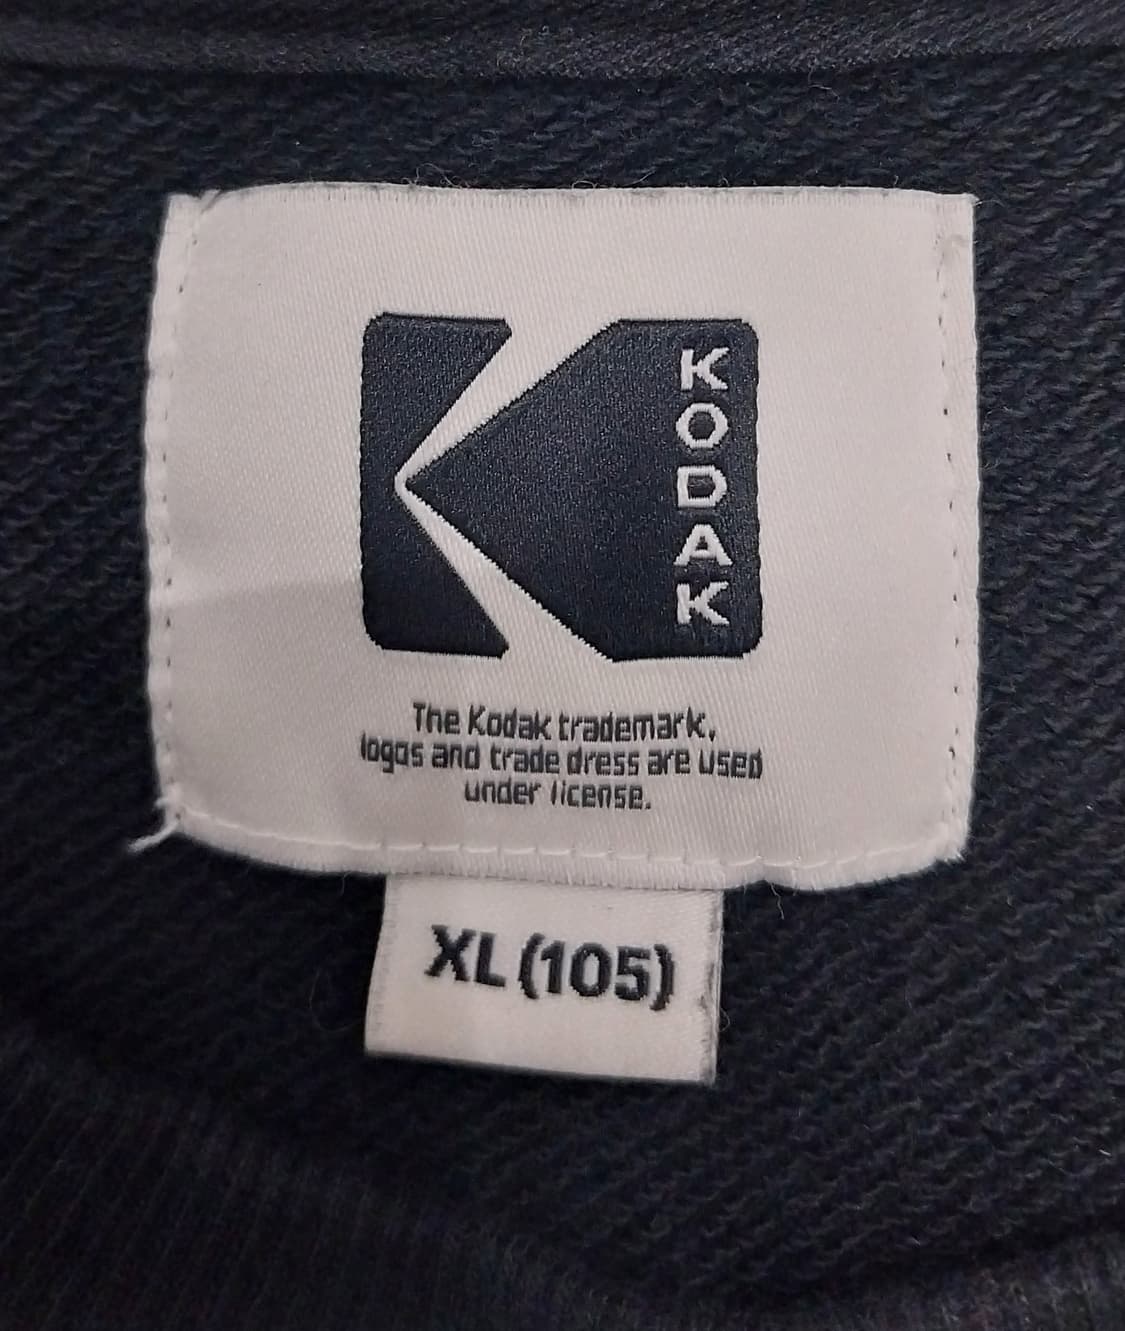 KODAK
The Kodak trademark,
logos and trade dress are used
under license.
XL (105)